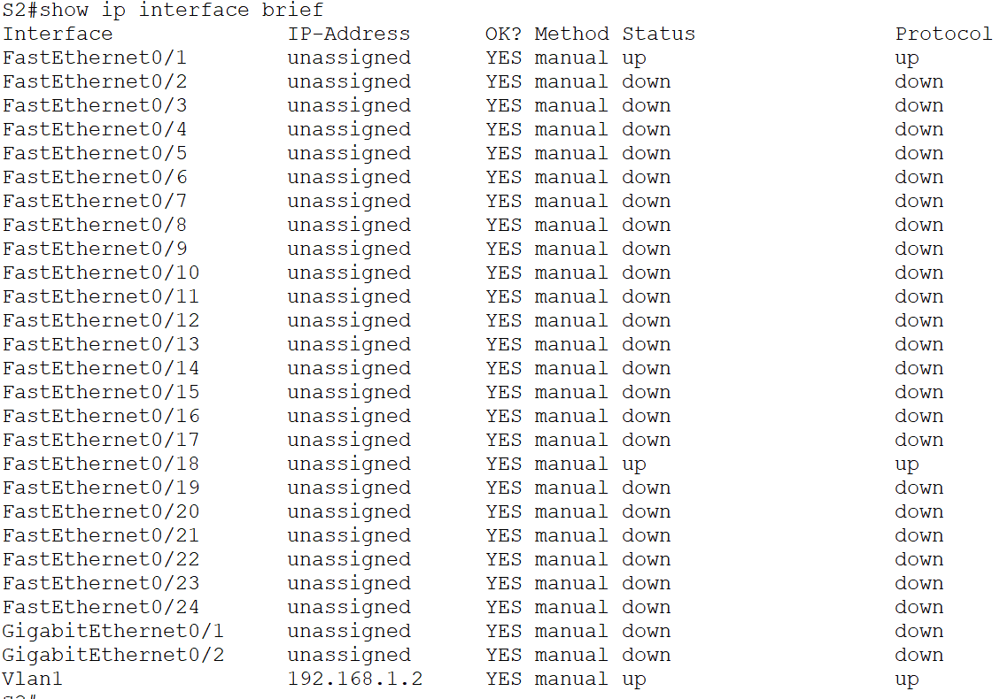 S2#show ip interface brief
Interface              IP-Address      OK? Method Status                Protocol
FastEthernet0/1        unassigned      YES manual up                    up
FastEthernet0/2        unassigned      YES manual down                  down
FastEthernet0/3        unassigned      YES manual down                  down
FastEthernet0/4        unassigned      YES manual down                  down
FastEthernet0/5        unassigned      YES manual down                  down
FastEthernet0/6        unassigned      YES manual down                  down
FastEthernet0/7        unassigned      YES manual down                  down
FastEthernet0/8        unassigned      YES manual down                  down
FastEthernet0/9        unassigned      YES manual down                  down
FastEthernet0/10       unassigned      YES manual down                  down
FastEthernet0/11       unassigned      YES manual down                  down
FastEthernet0/12       unassigned      YES manual down                  down
FastEthernet0/13       unassigned      YES manual down                  down
FastEthernet0/14       unassigned      YES manual down                  down
FastEthernet0/15       unassigned      YES manual down                  down
FastEthernet0/16       unassigned      YES manual down                  down
FastEthernet0/17       unassigned      YES manual down                  down
FastEthernet0/18       unassigned      YES manual up                    up
FastEthernet0/19       unassigned      YES manual down                  down
FastEthernet0/20       unassigned      YES manual down                  down
FastEthernet0/21       unassigned      YES manual down                  down
FastEthernet0/22       unassigned      YES manual down                  down
FastEthernet0/23       unassigned      YES manual down                  down
FastEthernet0/24       unassigned      YES manual down                  down
GigabitEthernet0/1     unassigned      YES manual down                  down
GigabitEthernet0/2     unassigned      YES manual down                  down
Vlan1                  192.168.1.2     YES manual up                    up